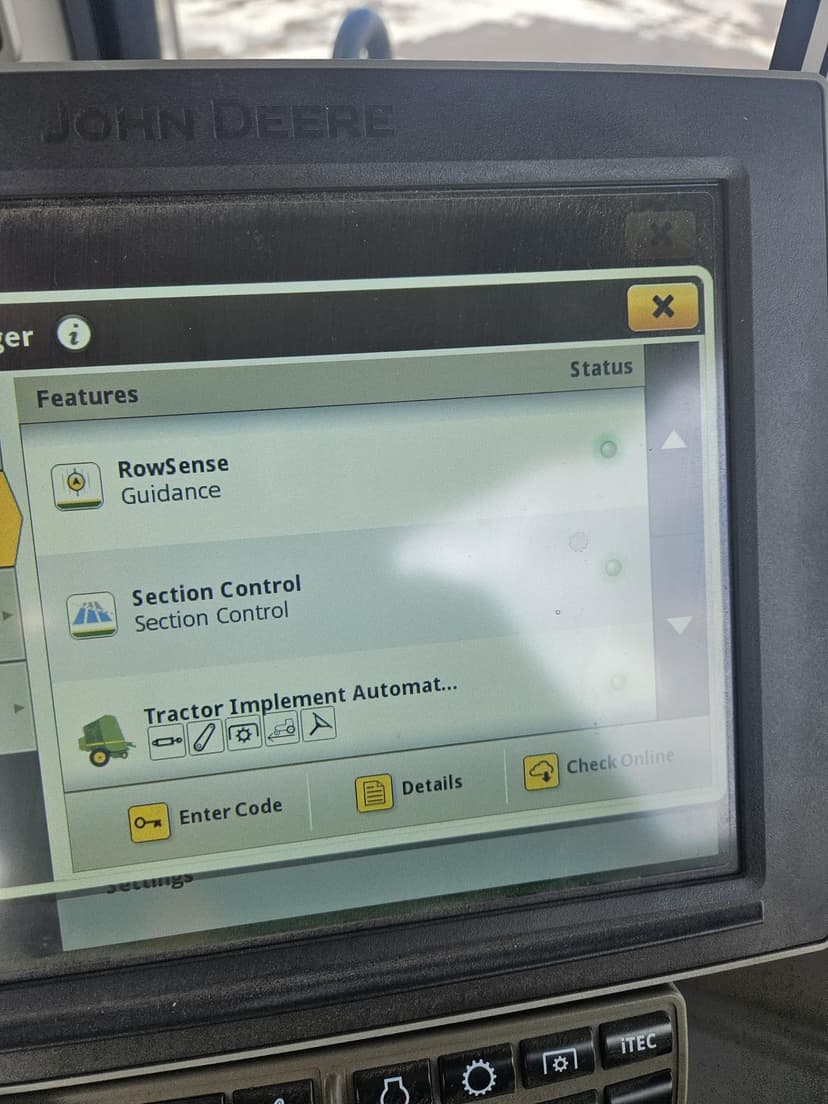 JOHN DEERE
ger
Features
Status
RowSense
Guidance
Section Control
Section Control
Tractor Implement Automat...
Enter Code
Details
Check Online
Settings
iTEC